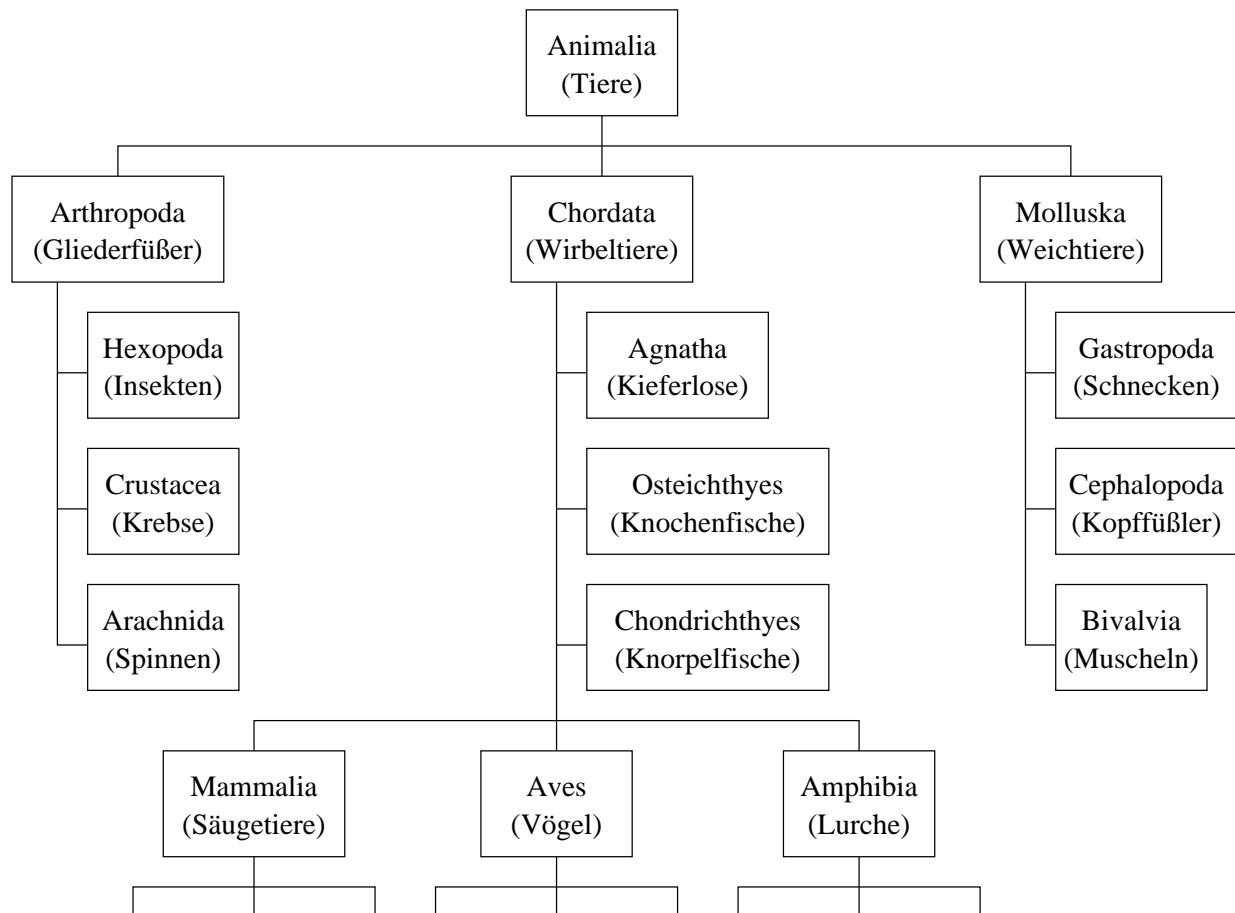 Animalia
(Tiere)
Arthropoda
(Gliederfüßer)
Chordata
(Wirbeltiere)
Molluska
(Weichtiere)
Hexopoda
(Insekten)
Agnatha
(Kieferlose)
Gastropoda
(Schnecken)
Crustacea
(Krebse)
Osteichthyes
(Knochenfische)
Cephalopoda
(Kopffüßler)
Arachnida
(Spinnen)
Chondrichthyes
(Knorpelfische)
Bivalvia
(Muscheln)
Mammalia
(Säugetiere)
Aves
(Vögel)
Amphibia
(Lurche)